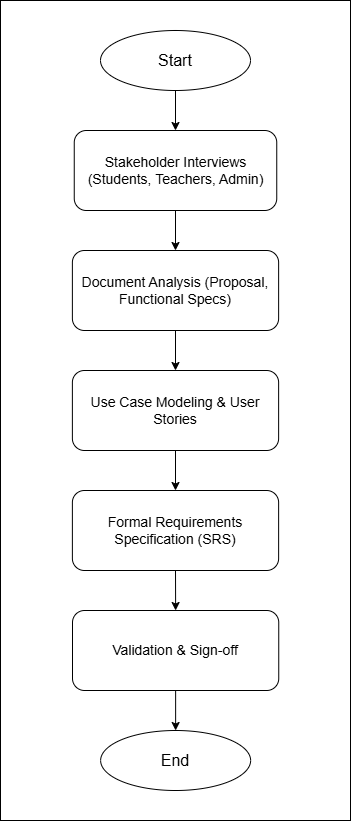 Start
Stakeholder Interviews
(Students, Teachers, Admin)
Document Analysis (Proposal,
Functional Specs)
Use Case Modeling & User
Stories
Formal Requirements
Specification (SRS)
Validation & Sign-off
End